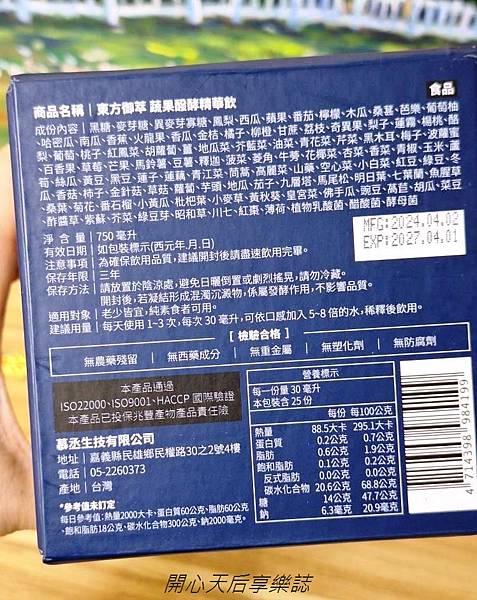 食品
商品名稱｜東方御萃 蔬果醱酵精華飲
成份內容｜黑糖、麥芽糖、異麥芽寡糖、鳳梨、西瓜、蘋果、番茄、檸檬、木瓜、桑葚、芭樂、葡萄柚
、哈密瓜、南瓜、香蕉、火龍果、香瓜、金桔、橘子、柳橙、甘蔗、荔枝、奇異果、梨子、蓮霧、楊桃、酪
梨、葡萄、桃子、紅鳳菜、胡蘿蔔、薑、地瓜菜、芥藍菜、油菜、青花菜、芹菜、黑木耳、梅子、波蘿蜜
、百香果、草莓、芒果、馬鈴薯、豆薯、釋迦、菠菜、菱角、牛蒡、花椰菜、杏菜、香菜、青椒、玉米、蘆
筍、絲瓜、黃豆、黑豆、蓮子、蓮藕、青江菜、茼蒿、高麗菜、山藥、空心菜、小白菜、紅豆、綠豆、冬
瓜、香菇、柿子、金針菇、草菇、蘿蔔、芋頭、地瓜、茄子、九層塔、馬尾松、明日葉、七葉蘭、魚腥草
、桑葉、菊花、番石榴、小黃瓜、枇杷葉、小麥草、黃秋葵、皇宮菜、佛手瓜、豌豆、萵苣、胡瓜、菜豆
、酢醬草、紫蘇、芥菜、綠豆芽、昭和草、川七、紅棗、薄荷、植物乳酸菌、醋酸菌、酵母菌
淨含量｜750 毫升
有效日期｜如包裝標示(西元年.月.日)
注意事項｜為確保飲用品質，建議開封後請盡速飲用完畢。
保存年限｜三年
保存方法｜請放置於陰涼處，避免日曬倒置或劇烈搖晃，請勿冷藏。
開封後，若凝結形成混濁沉澱物，係屬發酵作用，不影響品質。
適用對象｜老少皆宜，純素食者可用。
建議用量｜每天使用 1~3 次，每次 30 毫升，可依口感加入 5~8 倍的水，稀釋後飲用。
MFG:2024.04.02
EXP:2027.04.01
[ 檢驗合格 ]
無農藥殘留｜無西藥成分｜無重金屬｜無塑化劑｜無防腐劑
本產品通過
ISO22000、ISO9001、HACCP 國際驗證
本產品已投保兆豐產物產品責任險
慕丞生技有限公司
地址｜嘉義縣民雄鄉民權路30之2號4樓
電話｜05-2260373
產地｜台灣
*參考值未訂定
每日參考值：熱量2000大卡、蛋白質60公克、脂肪60公克、
飽和脂肪18公克、碳水化合物300公克、鈉2000毫克。
營養標示
每一份量 30 毫升
本包裝含 25 份
每份 每100公克
熱量 88.5大卡 295.1大卡
蛋白質 0.2公克 0.7公克
脂肪 0.6公克 1.9公克
飽和脂肪 0.1公克 0.2公克
反式脂肪 0.0公克 0.0公克
碳水化合物 20.6公克 68.8公克
糖 14公克 47.7公克
鈉 6.3毫克 20.9毫克
4714398984199
開心天后享樂誌